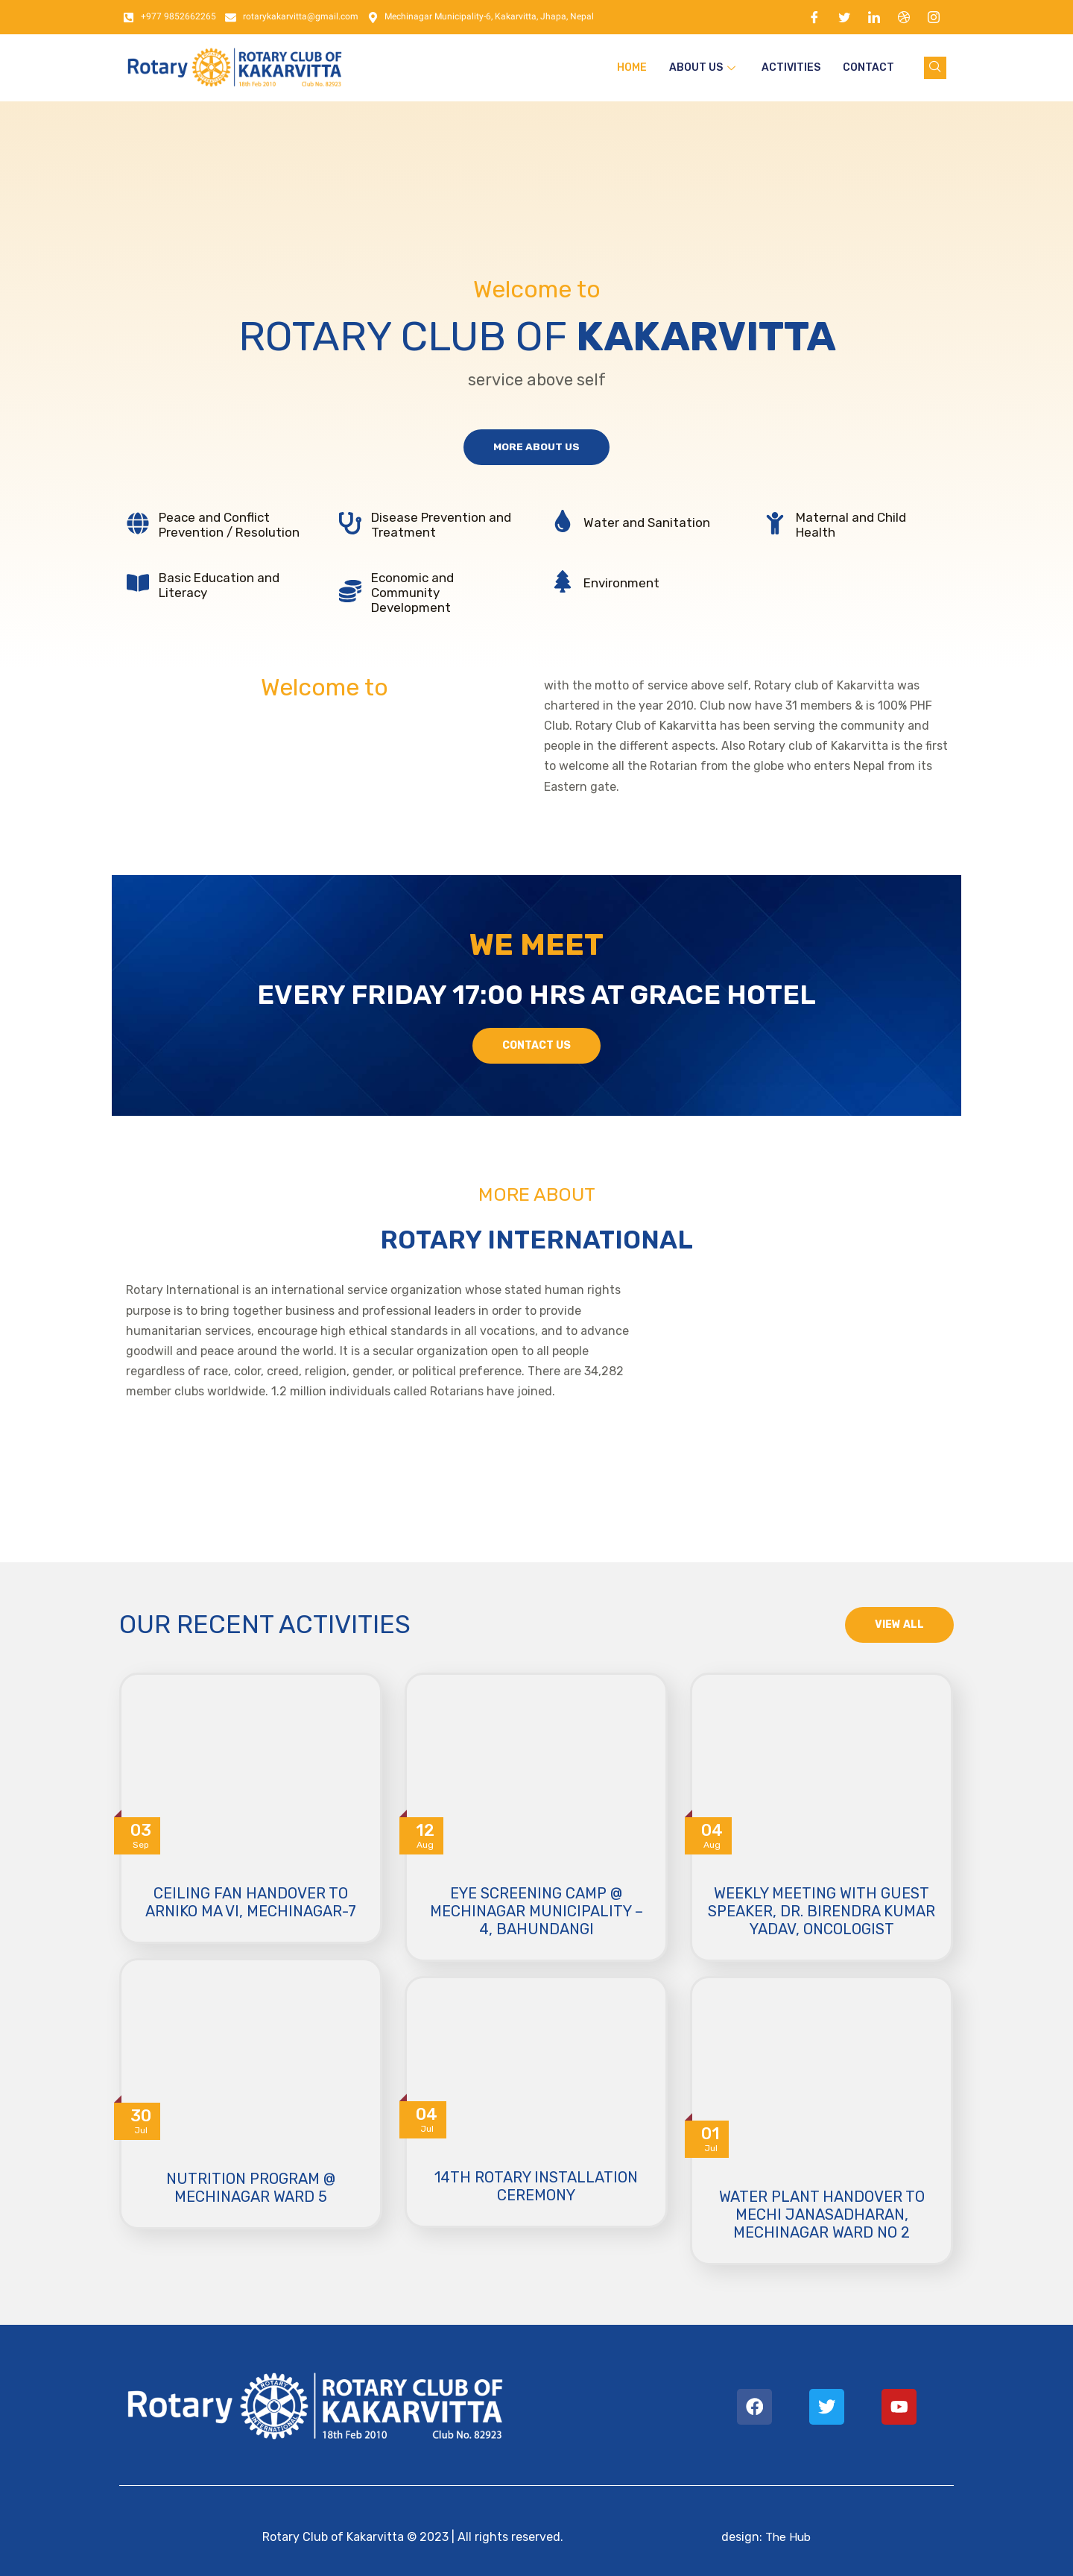 +977 9852662265 rotarykakarvitta@gmail.com Mechinagar Municipality-6, Kakarvitta, Jhapa, Nepal
Rotary ROTARY CLUB OF
KAKARVITTA
18th Feb 2010 Club No. 82923
HOME ABOUT US ACTIVITIES CONTACT
Welcome to
ROTARY CLUB OF KAKARVITTA
service above self
MORE ABOUT US
Peace and Conflict
Prevention / Resolution
Disease Prevention and
Treatment
Water and Sanitation
Maternal and Child
Health
Basic Education and
Literacy
Economic and
Community
Development
Environment
Welcome to
with the motto of service above self, Rotary club of Kakarvitta was
chartered in the year 2010. Club now have 31 members & is 100% PHF
Club. Rotary Club of Kakarvitta has been serving the community and
people in the different aspects. Also Rotary club of Kakarvitta is the first
to welcome all the Rotarian from the globe who enters Nepal from its
Eastern gate.
WE MEET
EVERY FRIDAY 17:00 HRS AT GRACE HOTEL
CONTACT US
MORE ABOUT
ROTARY INTERNATIONAL
Rotary International is an international service organization whose stated human rights
purpose is to bring together business and professional leaders in order to provide
humanitarian services, encourage high ethical standards in all vocations, and to advance
goodwill and peace around the world. It is a secular organization open to all people
regardless of race, color, creed, religion, gender, or political preference. There are 34,282
member clubs worldwide. 1.2 million individuals called Rotarians have joined.
OUR RECENT ACTIVITIES
VIEW ALL
03
Sep
CEILING FAN HANDOVER TO
ARNIKO MA VI, MECHINAGAR-7
12
Aug
EYE SCREENING CAMP @
MECHINAGAR MUNICIPALITY –
4, BAHUNDANGI
04
Aug
WEEKLY MEETING WITH GUEST
SPEAKER, DR. BIRENDRA KUMAR
YADAV, ONCOLOGIST
30
Jul
NUTRITION PROGRAM @
MECHINAGAR WARD 5
04
Jul
14TH ROTARY INSTALLATION
CEREMONY
01
Jul
WATER PLANT HANDOVER TO
MECHI JANASADHARAN,
MECHINAGAR WARD NO 2
Rotary ROTARY INTERNATIONAL ROTARY CLUB OF
KAKARVITTA
18th Feb 2010 Club No. 82923
Rotary Club of Kakarvitta © 2023 | All rights reserved.
design: The Hub